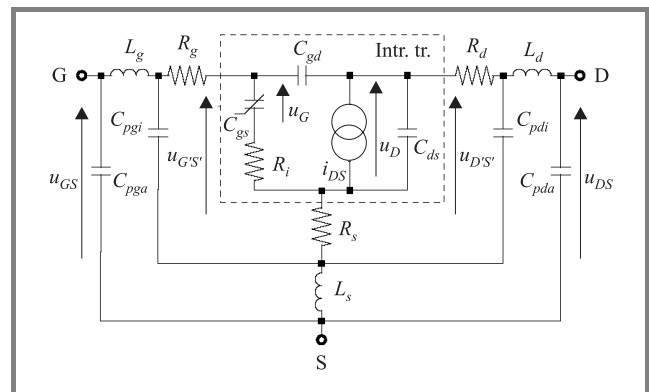 L_g R_g C_gd Intr. tr. R_d L_d
G D
C_pgi C_gs u_G C_pdi
u_D C_ds
u_GS C_pga u_G'S' R_i i_DS u_D'S' C_pda u_DS
R_s
L_s
S